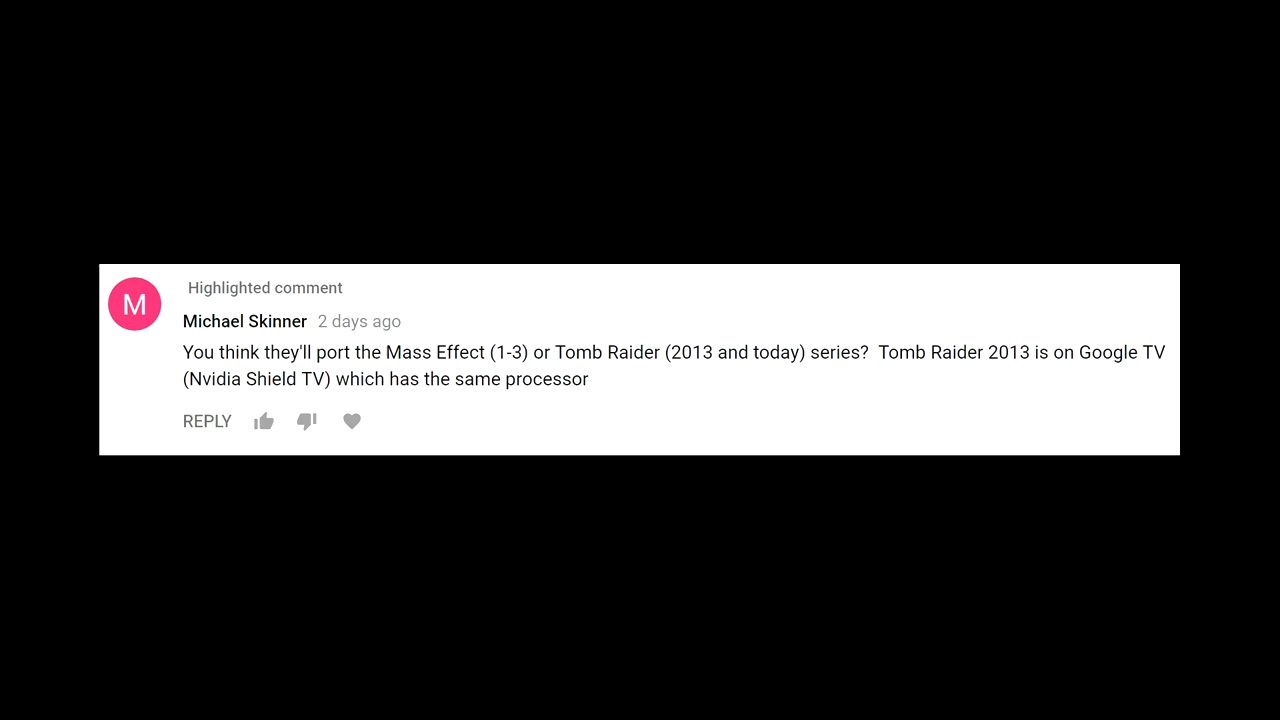 M
Highlighted comment
Michael Skinner 2 days ago
You think they'll port the Mass Effect (1-3) or Tomb Raider (2013 and today) series?  Tomb Raider 2013 is on Google TV
(Nvidia Shield TV) which has the same processor
REPLY